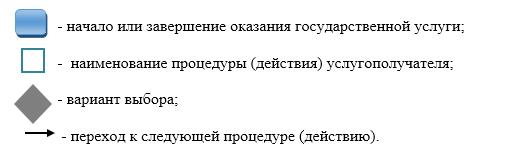 - начало или завершение оказания государственной услуги;
- наименование процедуры (действия) услугополучателя;
- вариант выбора;
- переход к следующей процедуре (действию).